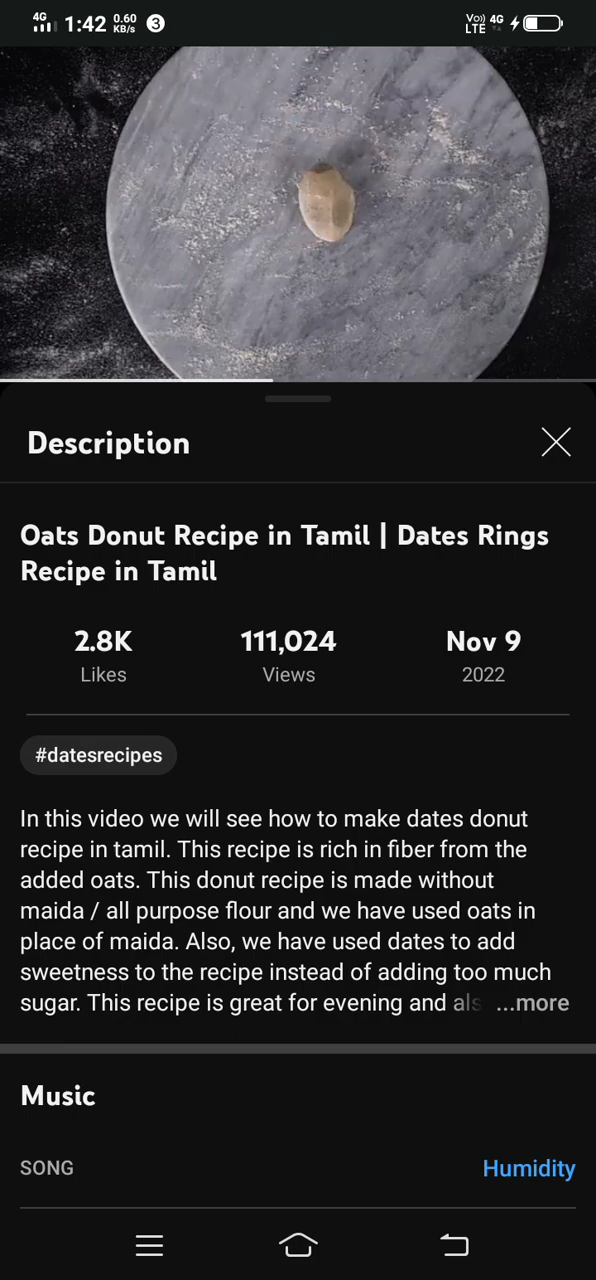 4G 1:42 0.60 KB/s 3 Vo)) LTE 4G
Description
Oats Donut Recipe in Tamil | Dates Rings
Recipe in Tamil
2.8K 111,024 Nov 9
Likes Views 2022
#datesrecipes
In this video we will see how to make dates donut
recipe in tamil. This recipe is rich in fiber from the
added oats. This donut recipe is made without
maida / all purpose flour and we have used oats in
place of maida. Also, we have used dates to add
sweetness to the recipe instead of adding too much
sugar. This recipe is great for evening and als ...more
Music
SONG Humidity